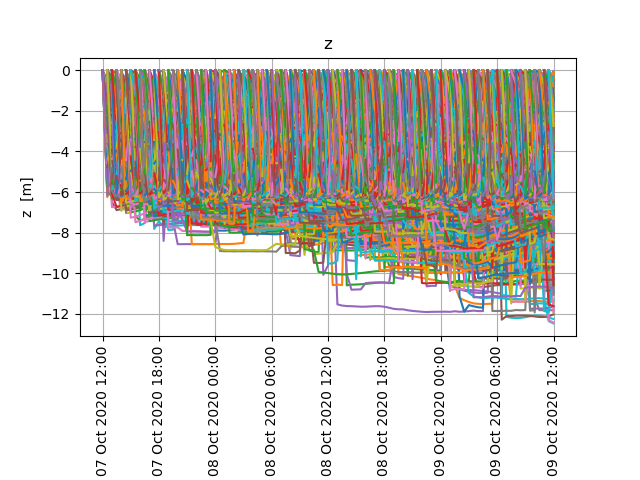 z
0
−2
−4
−6
−8
−10
−12
z [m]
07 Oct 2020 12:00
07 Oct 2020 18:00
08 Oct 2020 00:00
08 Oct 2020 06:00
08 Oct 2020 12:00
08 Oct 2020 18:00
09 Oct 2020 00:00
09 Oct 2020 06:00
09 Oct 2020 12:00